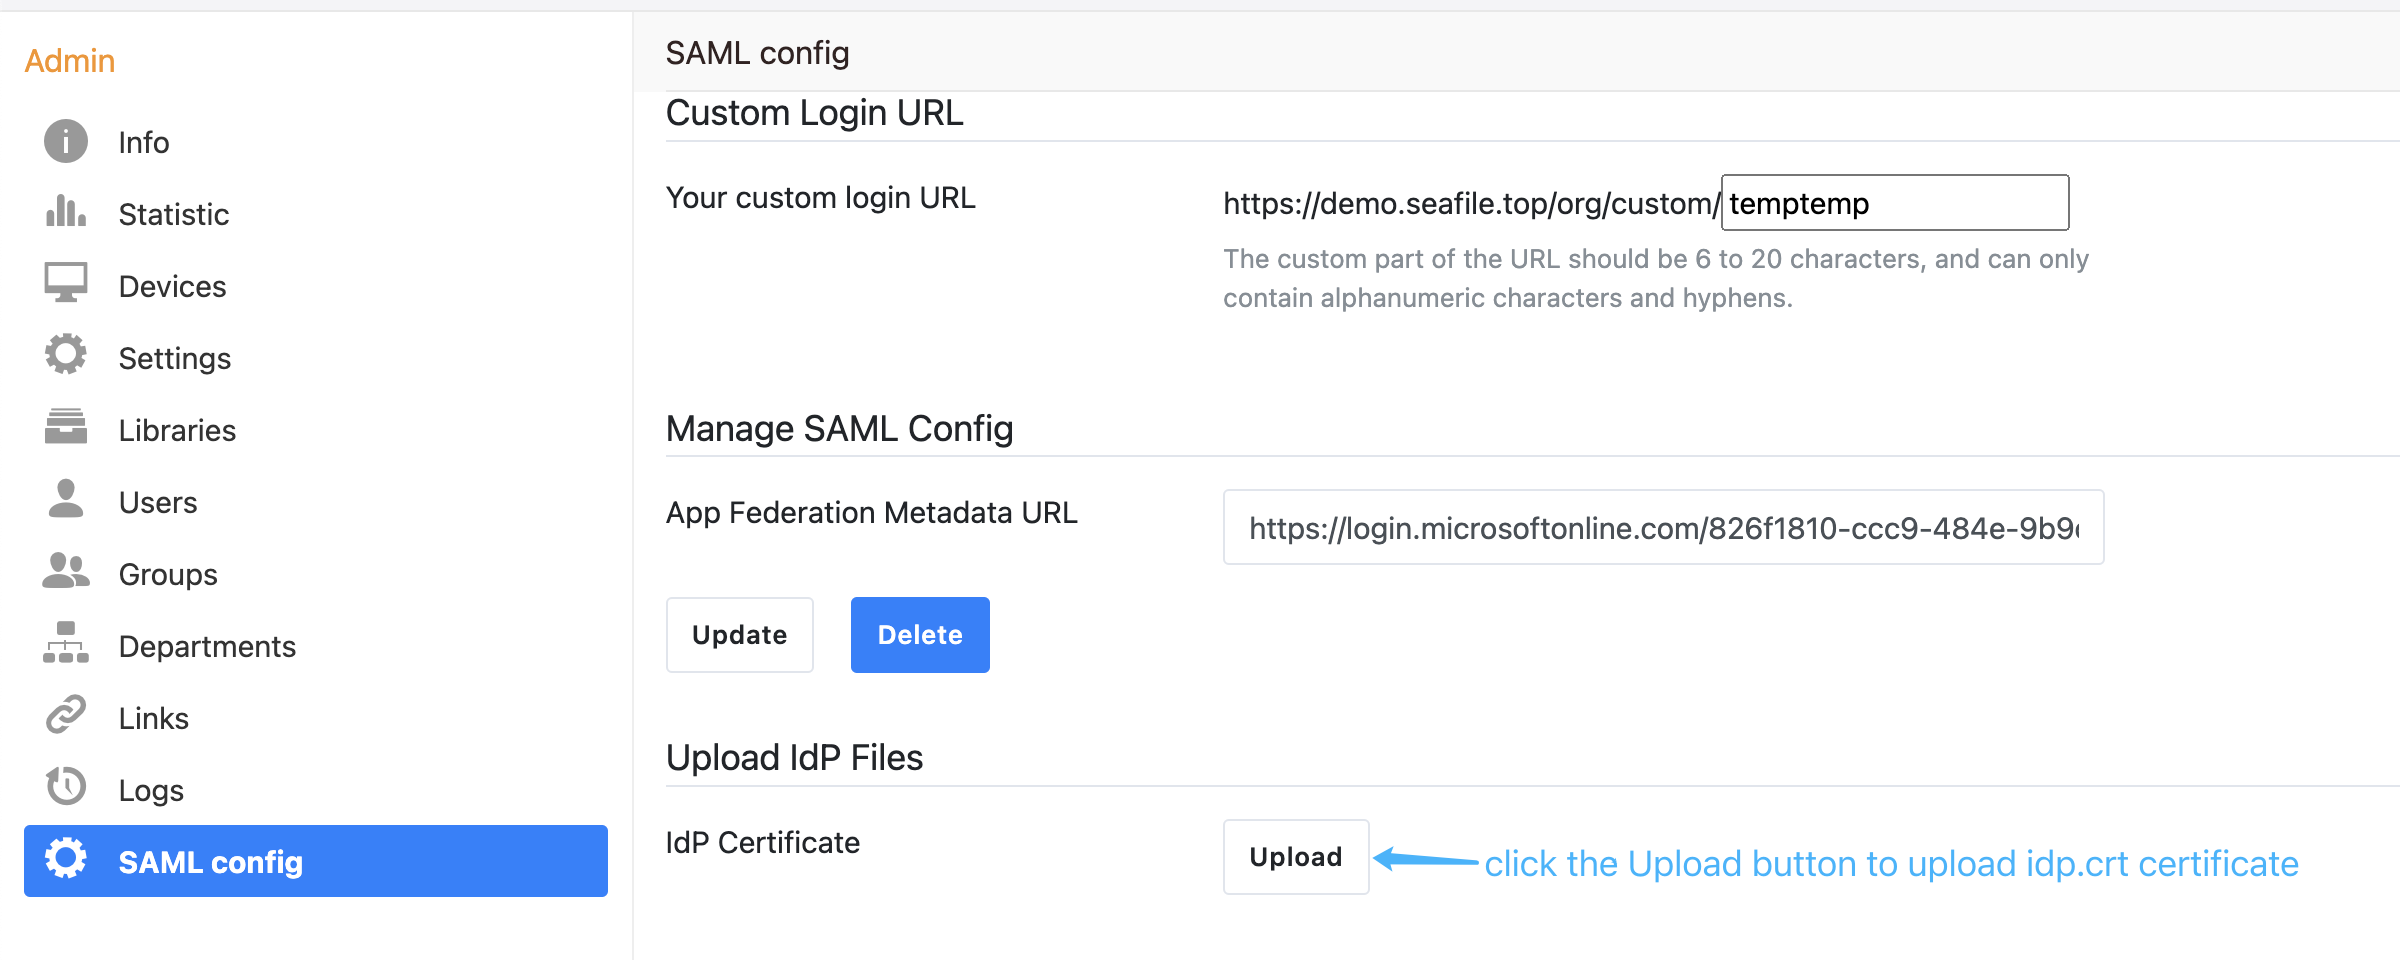 Admin
Info
Statistic
Devices
Settings
Libraries
Users
Groups
Departments
Links
Logs
SAML config
SAML config
Custom Login URL
Your custom login URL
https://demo.seafile.top/org/custom/ temptemp
The custom part of the URL should be 6 to 20 characters, and can only
contain alphanumeric characters and hyphens.
Manage SAML Config
App Federation Metadata URL
https://login.microsoftonline.com/826f1810-ccc9-484e-9b9
Update Delete
Upload IdP Files
IdP Certificate
Upload click the Upload button to upload idp.crt certificate